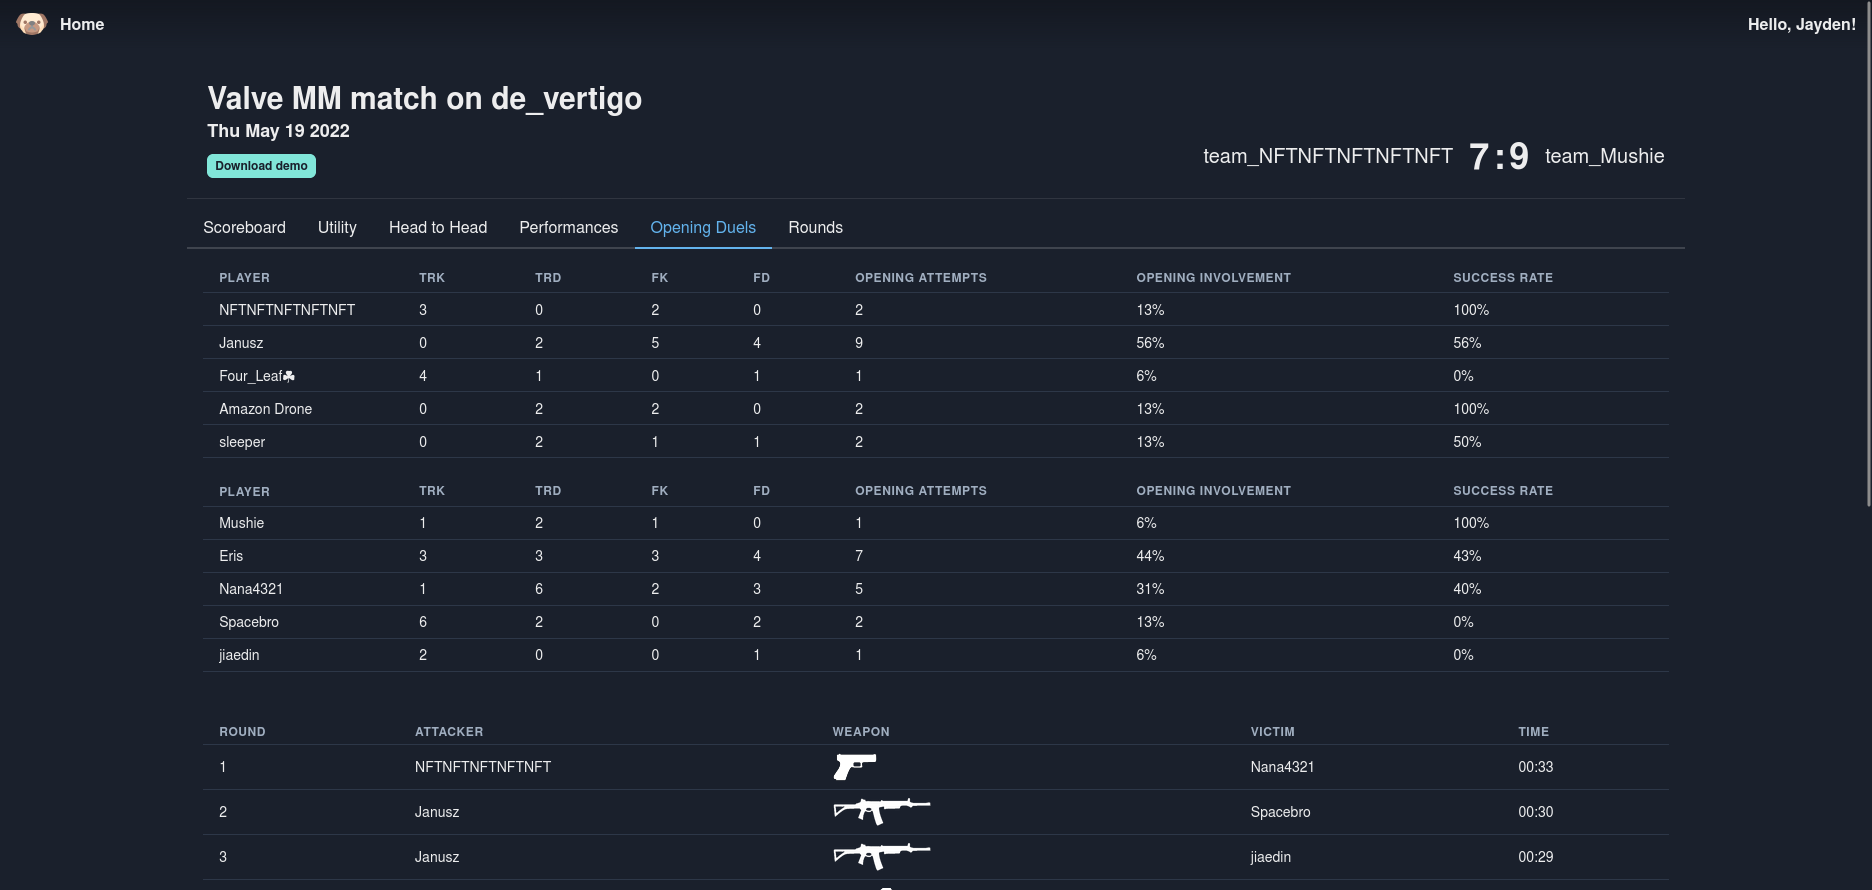 Home Hello, Jayden!
Valve MM match on de_vertigo
Thu May 19 2022
Download demo
team_NFTNFTNFTNFTNFT 7:9 team_Mushie
Scoreboard Utility Head to Head Performances Opening Duels Rounds
PLAYER TRK TRD FK FD OPENING ATTEMPTS OPENING INVOLVEMENT SUCCESS RATE
NFTNFTNFTNFTNFT 3 0 2 0 2 13% 100%
Janusz 0 2 5 4 9 56% 56%
Four_Leaf☘ 4 1 0 1 1 6% 0%
Amazon Drone 0 2 2 0 2 13% 100%
sleeper 0 2 1 1 2 13% 50%
PLAYER TRK TRD FK FD OPENING ATTEMPTS OPENING INVOLVEMENT SUCCESS RATE
Mushie 1 2 1 0 1 6% 100%
Eris 3 3 3 4 7 44% 43%
Nana4321 1 6 2 3 5 31% 40%
Spacebro 6 2 0 2 2 13% 0%
jiaedin 2 0 0 1 1 6% 0%
ROUND ATTACKER WEAPON VICTIM TIME
1 NFTNFTNFTNFTNFT Nana4321 00:33
2 Janusz Spacebro 00:30
3 Janusz jiaedin 00:29